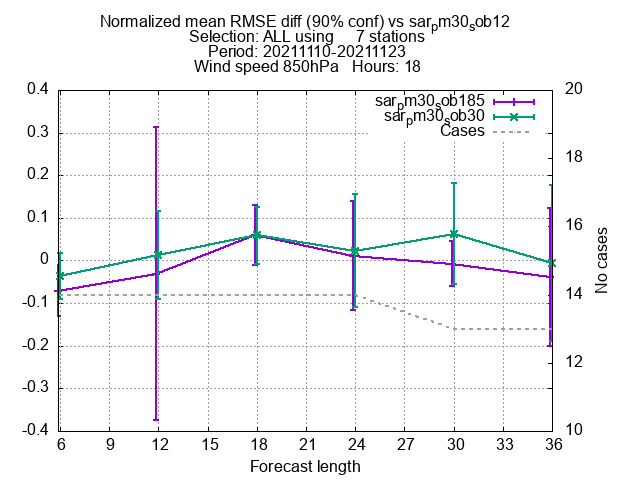 Normalized mean RMSE diff (90% conf) vs sarpm30sob12
Selection: ALL using 7 stations
Period: 20211110-20211123
Wind speed 850hPa Hours: 18
sarpm30sob185
sarpm30sob30
Cases
0.4
0.3
0.2
0.1
0
-0.1
-0.2
-0.3
-0.4
20
18
16
14
12
10
No cases
6 9 12 15 18 21 24 27 30 33 36
Forecast length